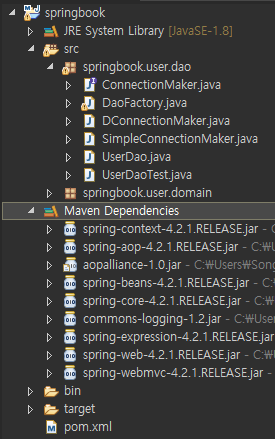 springbook
JRE System Library [JavaSE-1.8]
src
springbook.user.dao
ConnectionMaker.java
DaoFactory.java
DConnectionMaker.java
SimpleConnectionMaker.java
UserDao.java
UserDaoTest.java
springbook.user.domain
Maven Dependencies
spring-context-4.2.1.RELEASE.jar
spring-aop-4.2.1.RELEASE.jar - C:₩
aopalliance-1.0.jar - C:₩Users₩Song
spring-beans-4.2.1.RELEASE.jar - C
spring-core-4.2.1.RELEASE.jar - C:
commons-logging-1.2.jar - C:₩Users
spring-expression-4.2.1.RELEASE.jar
spring-web-4.2.1.RELEASE.jar - C:₩
spring-webmvc-4.2.1.RELEASE.jar
bin
target
pom.xml